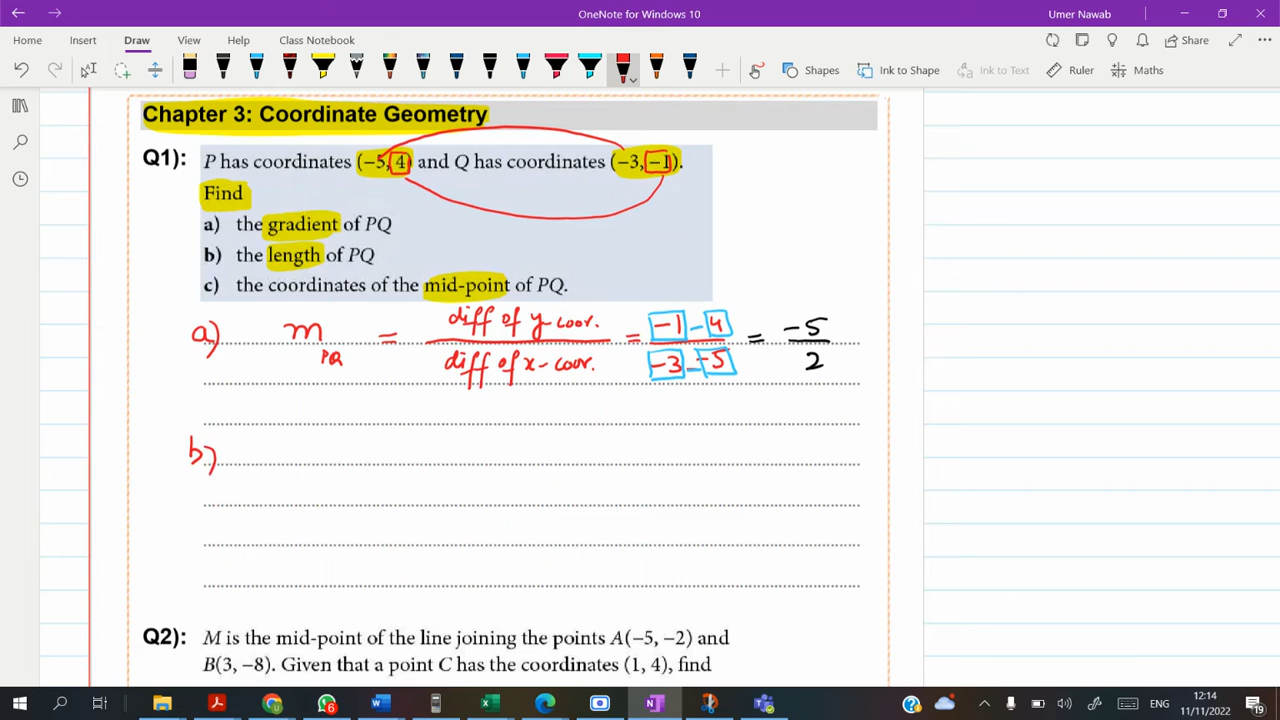 OneNote for Windows 10
Umer Nawab
Home Insert Draw View Help Class Notebook
Share
Shapes Ink to Shape Ink to Text Ruler Maths
Chapter 3: Coordinate Geometry
Q1): P has coordinates (−5, 4) and Q has coordinates (−3, −1).
Find
a) the gradient of PQ
b) the length of PQ
c) the coordinates of the mid-point of PQ.
a) m PQ = diff of y-coor. / diff of x-coor. = −1 − 4 / −3 − −5 = −5 / 2
b)
Q2): M is the mid-point of the line joining the points A(−5, −2) and
B(3, −8). Given that a point C has the coordinates (1, 4), find
6
ENG
12:14
11/11/2022
19